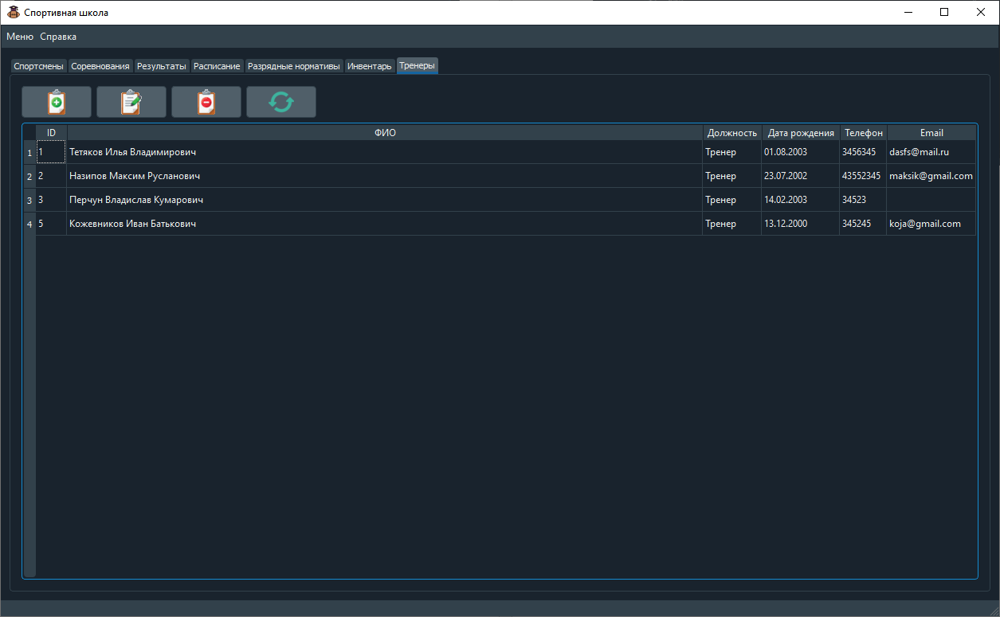 Спортивная школа
Меню Справка
Спортсмены Соревнования Результаты Расписание Разрядные нормативы Инвентарь Тренеры
ID ФИО Должность Дата рождения Телефон Email
1 1 Тетяков Илья Владимирович Тренер 01.08.2003 3456345 dasfs@mail.ru
2 2 Назипов Максим Русланович Тренер 23.07.2002 43552345 maksik@gmail.com
3 3 Перчун Владислав Кумарович Тренер 14.02.2003 34523
4 5 Кожевников Иван Батькович Тренер 13.12.2000 345245 koja@gmail.com